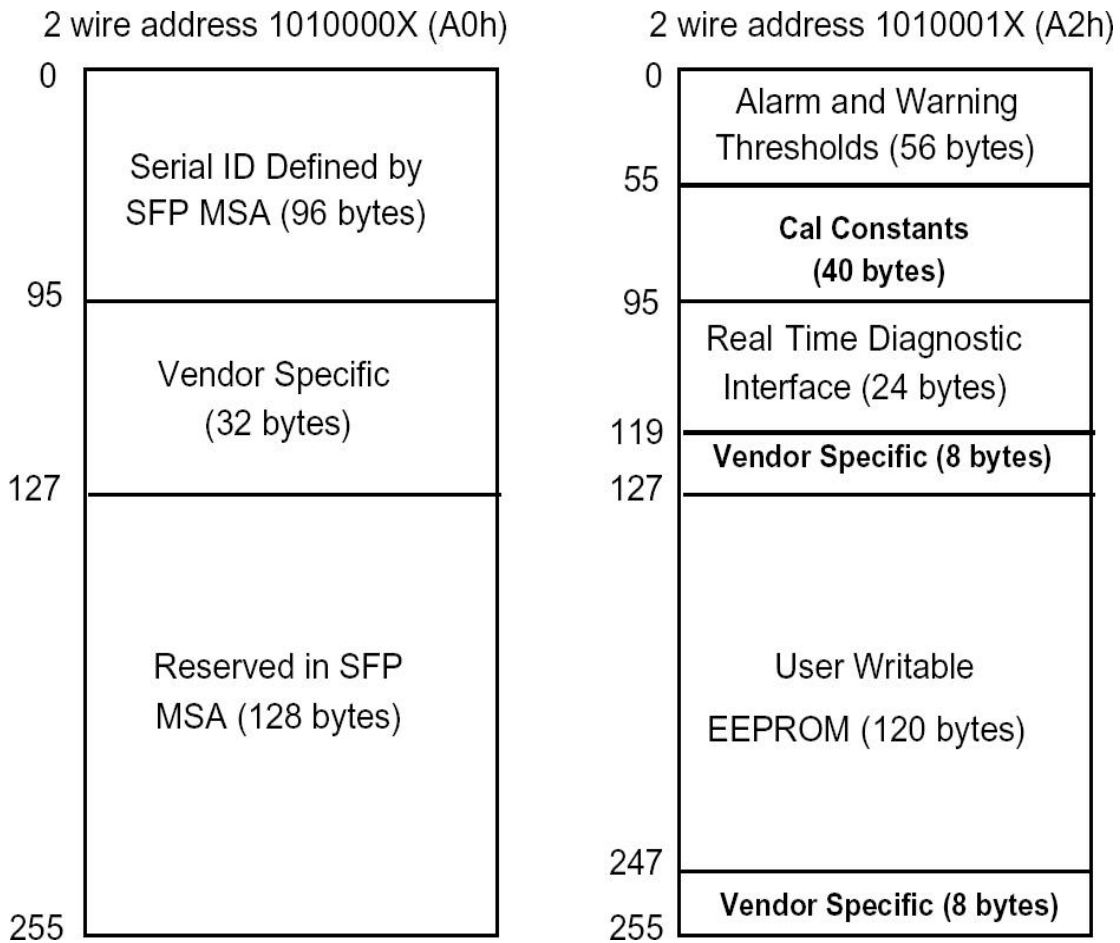 2 wire address 1010000X (A0h)
0
Serial ID Defined by
SFP MSA (96 bytes)
95
Vendor Specific
(32 bytes)
127
Reserved in SFP
MSA (128 bytes)
255
2 wire address 1010001X (A2h)
0
Alarm and Warning
Thresholds (56 bytes)
55
Cal Constants
(40 bytes)
95
Real Time Diagnostic
Interface (24 bytes)
119
Vendor Specific (8 bytes)
127
User Writable
EEPROM (120 bytes)
247
Vendor Specific (8 bytes)
255